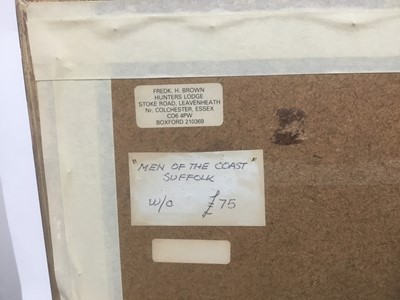 FREDK. H. BROWN
HUNTERS LODGE
STOKE ROAD, LEAVENHEATH
Nr. COLCHESTER, ESSEX
CO6 4PW
BOXFORD 210369
"MEN OF THE COAST"
SUFFOLK
W/C £75